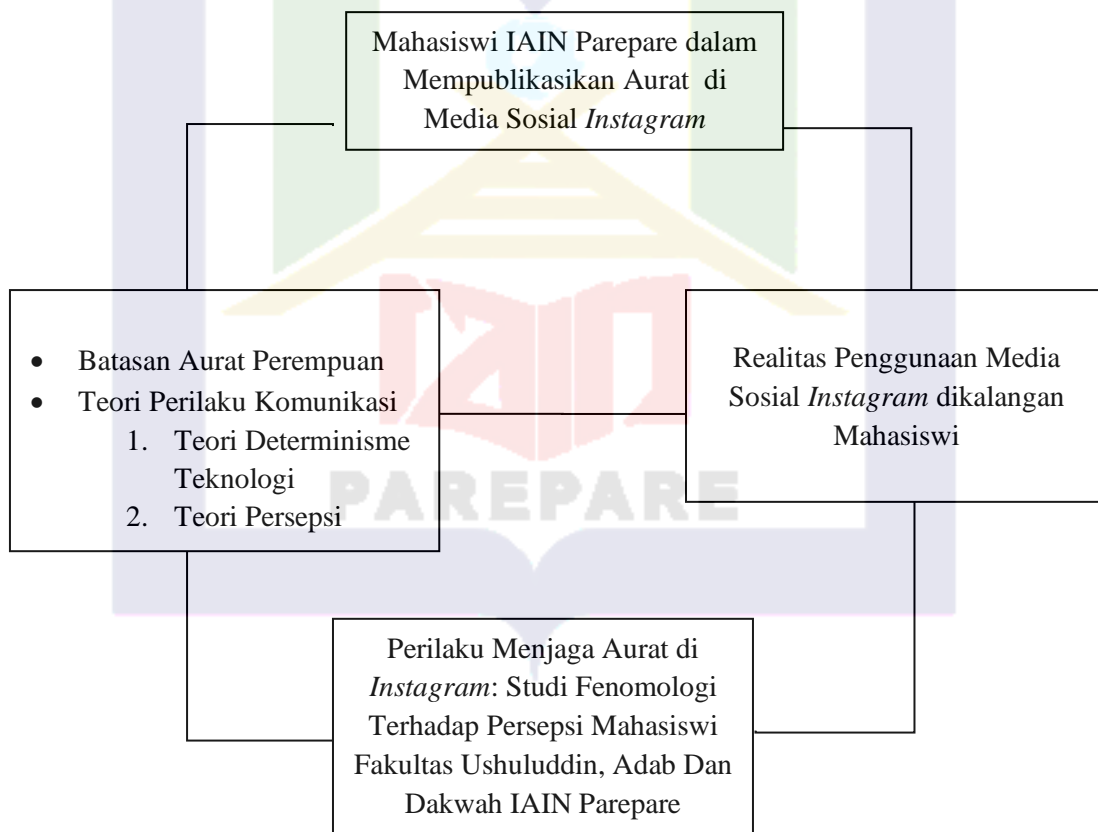 Mahasiswi IAIN Parepare dalam
Mempublikasikan Aurat di
Media Sosial Instagram
• Batasan Aurat Perempuan
• Teori Perilaku Komunikasi
1. Teori Determinisme
Teknologi
2. Teori Persepsi
Realitas Penggunaan Media
Sosial Instagram dikalangan
Mahasiswi
PAREPARE
Perilaku Menjaga Aurat di
Instagram: Studi Fenomologi
Terhadap Persepsi Mahasiswi
Fakultas Ushuluddin, Adab Dan
Dakwah IAIN Parepare